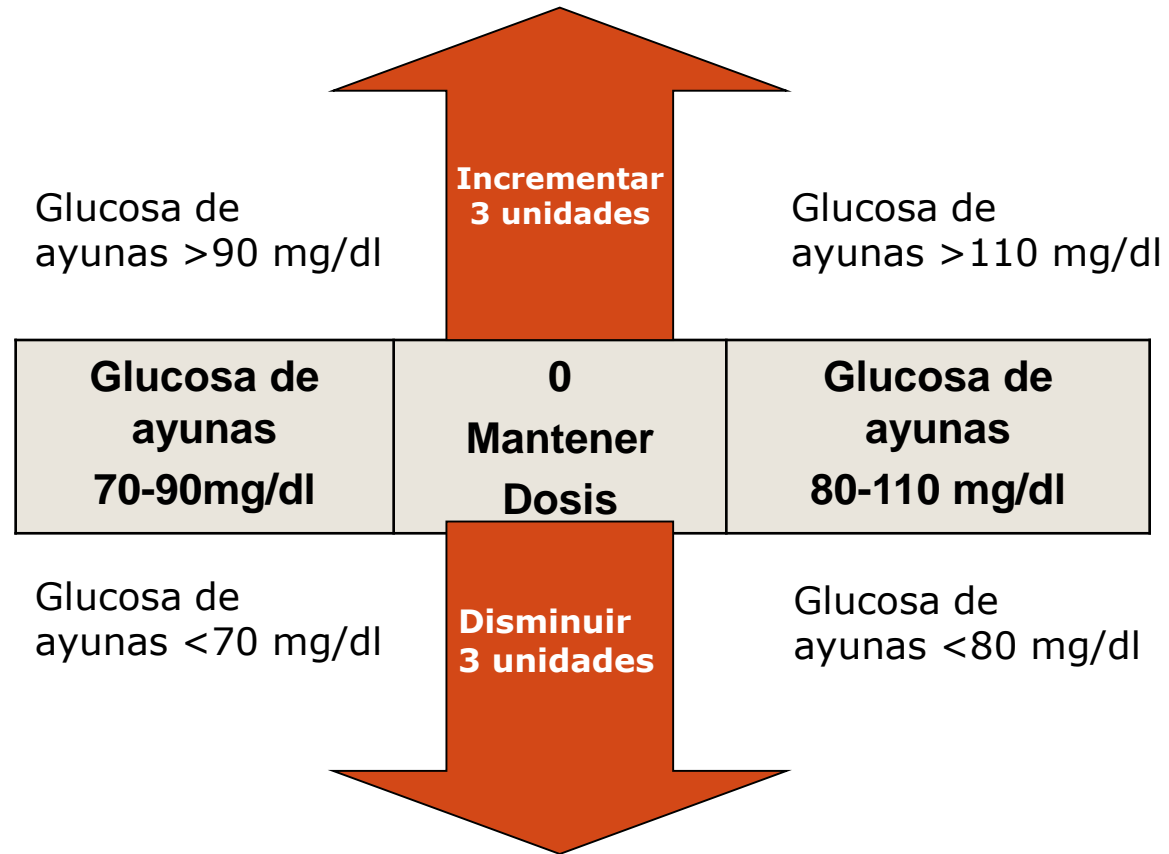 Incrementar
3 unidades
Glucosa de
ayunas >90 mg/dl
Glucosa de
ayunas >110 mg/dl
Glucosa de
ayunas
70-90mg/dl
0
Mantener
Dosis
Glucosa de
ayunas
80-110 mg/dl
Glucosa de
ayunas <70 mg/dl
Disminuir
3 unidades
Glucosa de
ayunas <80 mg/dl